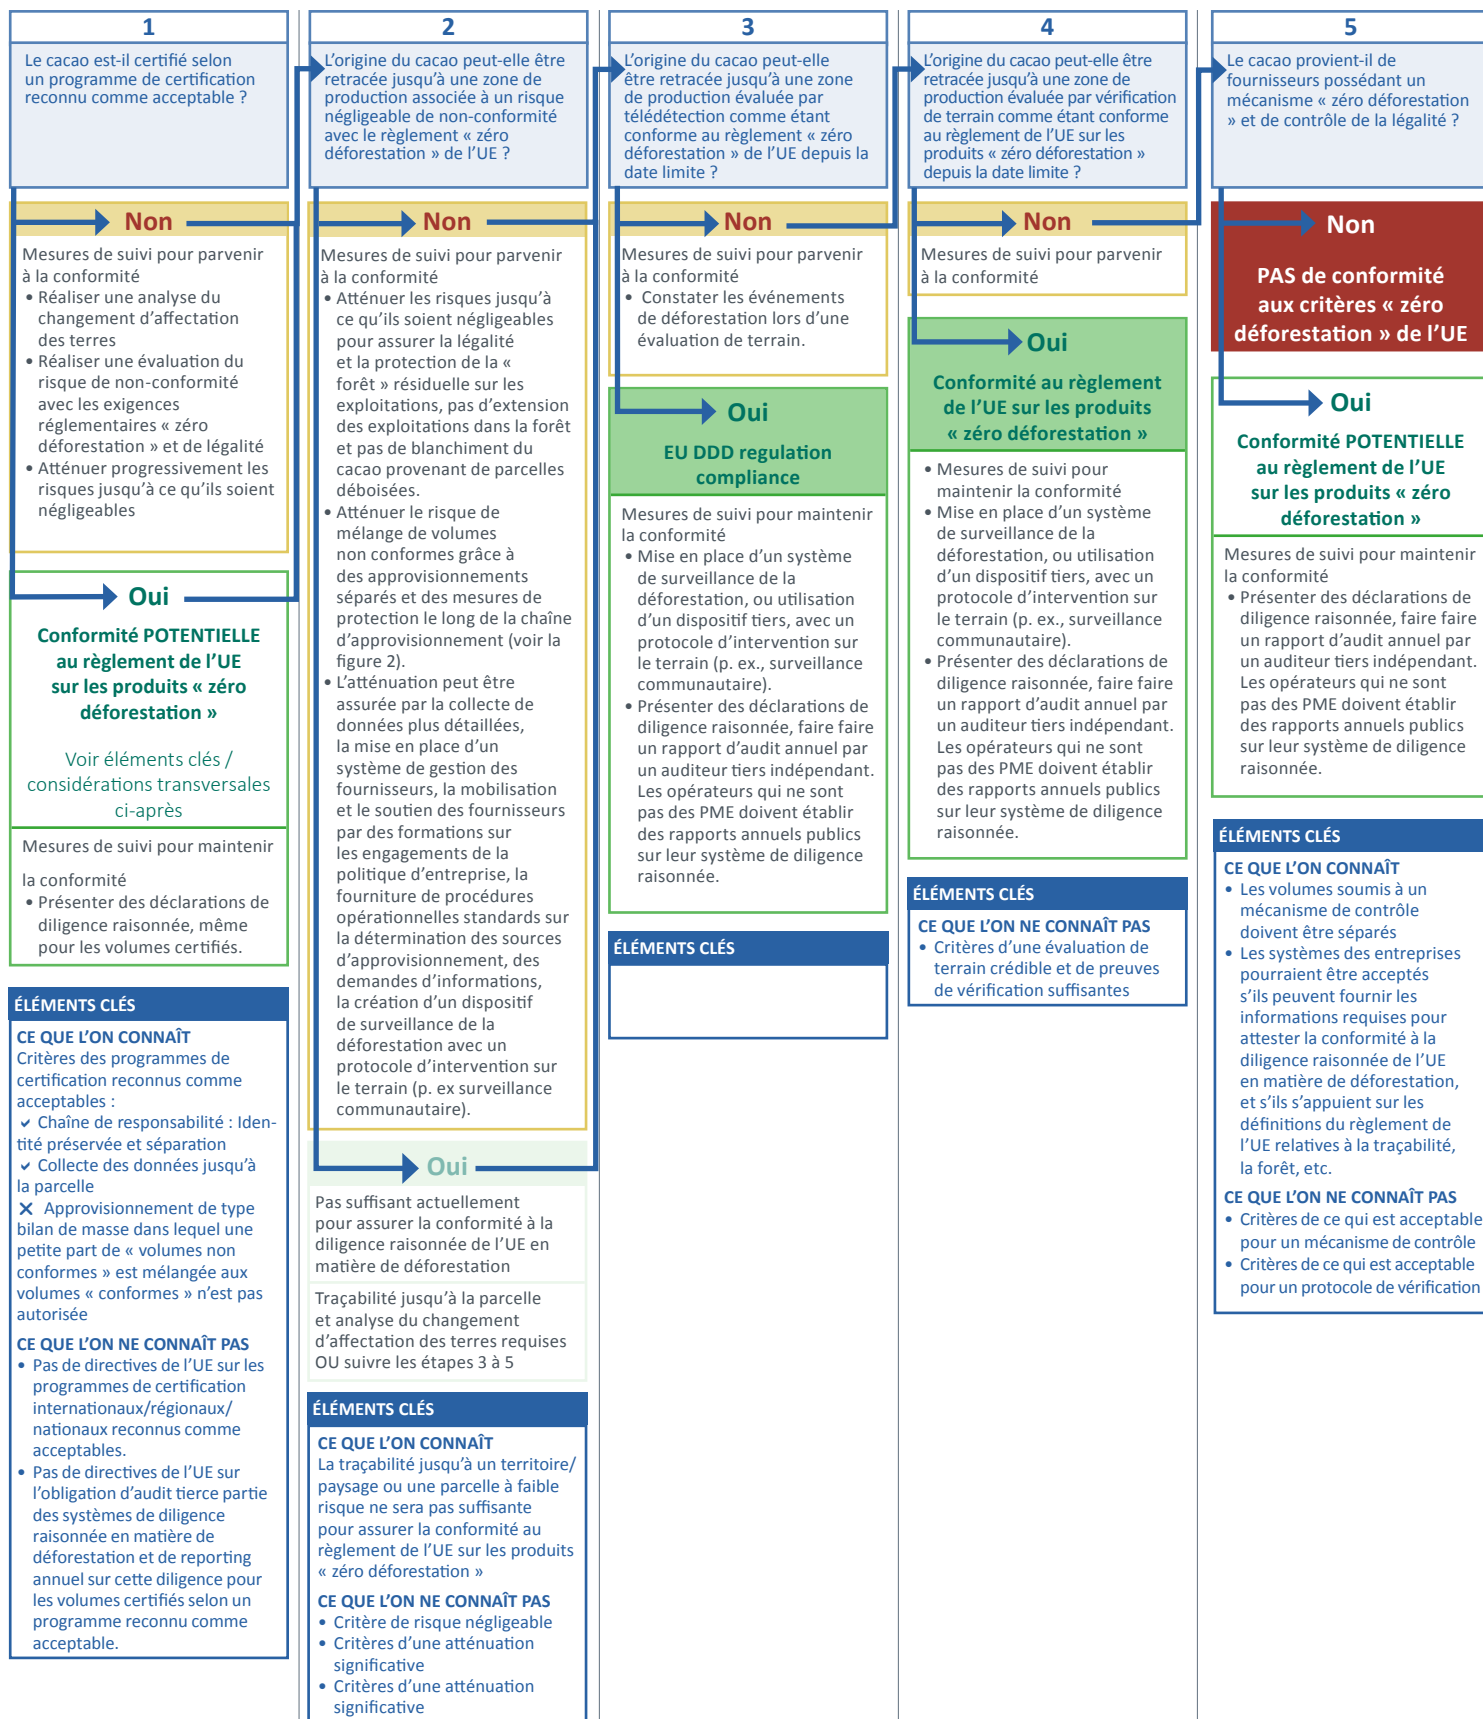 1
Le cacao est-il certifié selon
un programme de certification
reconnu comme acceptable ?
Non
Mesures de suivi pour parvenir
à la conformité
• Réaliser une analyse du
changement d’affectation
des terres
• Réaliser une évaluation du
risque de non-conformité
avec les exigences
réglementaires « zéro
déforestation » et de légalité
• Atténuer progressivement les
risques jusqu’à ce qu’ils soient
négligeables
Oui
Conformité POTENTIELLE
au règlement de l’UE
sur les produits « zéro
déforestation »
Voir éléments clés /
considérations transversales
ci-après
Mesures de suivi pour maintenir
la conformité
• Présenter des déclarations de
diligence raisonnée, même
pour les volumes certifiés.
ÉLÉMENTS CLÉS
CE QUE L’ON CONNAÎT
Critères des programmes de
certification reconnus comme
acceptables :
✓ Chaîne de responsabilité : Iden-
tité préservée et séparation
✓ Collecte des données jusqu’à
la parcelle
✕ Approvisionnement de type
bilan de masse dans lequel une
petite part de « volumes non
conformes » est mélangée aux
volumes « conformes » n’est pas
autorisée
CE QUE L’ON NE CONNAÎT PAS
• Pas de directives de l’UE sur les
programmes de certification
internationaux/régionaux/
nationaux reconnus comme
acceptables.
• Pas de directives de l’UE sur
l’obligation d’audit tierce partie
des systèmes de diligence
raisonnée en matière de
déforestation et de reporting
annuel sur cette diligence pour
les volumes certifiés selon un
programme reconnu comme
acceptable.
2
L’origine du cacao peut-elle être
retracée jusqu’à une zone de
production associée à un risque
négligeable de non-conformité
avec le règlement « zéro
déforestation » de l’UE ?
Non
Mesures de suivi pour parvenir
à la conformité
• Atténuer les risques jusqu’à
ce qu’ils soient négligeables
pour assurer la légalité
et la protection de la «
forêt » résiduelle sur les
exploitations, pas d’extension
des exploitations dans la forêt
et pas de blanchiment du
cacao provenant de parcelles
déboisées.
• Atténuer le risque de
mélange de volumes
non conformes grâce à
des approvisionnements
séparés et des mesures de
protection le long de la chaîne
d’approvisionnement (voir la
figure 2).
• L’atténuation peut être
assurée par la collecte de
données plus détaillées,
la mise en place d’un
système de gestion des
fournisseurs, la mobilisation
et le soutien des fournisseurs
par des formations sur
les engagements de la
politique d’entreprise, la
fourniture de procédures
opérationnelles standards sur
la détermination des sources
d’approvisionnement, des
demandes d’informations,
la création d’un dispositif
de surveillance de la
déforestation avec un
protocole d’intervention sur
le terrain (p. ex surveillance
communautaire).
Oui
Pas suffisant actuellement
pour assurer la conformité à la
diligence raisonnée de l’UE en
matière de déforestation
Traçabilité jusqu’à la parcelle
et analyse du changement
d’affectation des terres requises
OU suivre les étapes 3 à 5
ÉLÉMENTS CLÉS
CE QUE L’ON CONNAÎT
La traçabilité jusqu’à un territoire/
paysage ou une parcelle à faible
risque ne sera pas suffisante
pour assurer la conformité au
règlement de l’UE sur les produits
« zéro déforestation »
CE QUE L’ON NE CONNAÎT PAS
• Critère de risque négligeable
• Critères d’une atténuation
significative
• Critères d’une atténuation
significative
3
L’origine du cacao peut-elle
être retracée jusqu’à une zone
de production évaluée par
télédétection comme étant
conforme au règlement « zéro
déforestation » de l’UE depuis la
date limite ?
Non
Mesures de suivi pour parvenir
à la conformité
• Constater les événements
de déforestation lors d’une
évaluation de terrain.
Oui
EU DDD regulation
compliance
Mesures de suivi pour maintenir
la conformité
• Mise en place d’un système
de surveillance de la
déforestation, ou utilisation
d’un dispositif tiers, avec un
protocole d’intervention sur
le terrain (p. ex., surveillance
communautaire).
• Présenter des déclarations de
diligence raisonnée, faire faire
un rapport d’audit annuel par
un auditeur tiers indépendant.
Les opérateurs qui ne sont
pas des PME doivent établir
des rapports annuels publics
sur leur système de diligence
raisonnée.
ÉLÉMENTS CLÉS
4
L’origine du cacao peut-elle être
retracée jusqu’à une zone de
production évaluée par vérification
de terrain comme étant conforme
au règlement de l’UE sur les
produits « zéro déforestation »
depuis la date limite ?
Non
Mesures de suivi pour parvenir
à la conformité
Oui
Conformité au règlement
de l’UE sur les produits
« zéro déforestation »
• Mesures de suivi pour
maintenir la conformité
• Mise en place d’un système
de surveillance de la
déforestation, ou utilisation
d’un dispositif tiers, avec un
protocole d’intervention sur
le terrain (p. ex., surveillance
communautaire).
• Présenter des déclarations de
diligence raisonnée, faire faire
un rapport d’audit annuel par
un auditeur tiers indépendant.
Les opérateurs qui ne sont
pas des PME doivent établir
des rapports annuels publics
sur leur système de diligence
raisonnée.
ÉLÉMENTS CLÉS
CE QUE L’ON NE CONNAÎT PAS
• Critères d’une évaluation de
terrain crédible et de preuves
de vérification suffisantes
5
Le cacao provient-il de
fournisseurs possédant un
mécanisme « zéro déforestation
» et de contrôle de la légalité ?
Non
PAS de conformité
aux critères « zéro
déforestation » de l’UE
Oui
Conformité POTENTIELLE
au règlement de l’UE
sur les produits « zéro
déforestation »
Mesures de suivi pour maintenir
la conformité
• Présenter des déclarations de
diligence raisonnée, faire faire
un rapport d’audit annuel par
un auditeur tiers indépendant.
Les opérateurs qui ne sont
pas des PME doivent établir
des rapports annuels publics
sur leur système de diligence
raisonnée.
ÉLÉMENTS CLÉS
CE QUE L’ON CONNAÎT
• Les volumes soumis à un
mécanisme de contrôle
doivent être séparés
• Les systèmes des entreprises
pourraient être acceptés
s’ils peuvent fournir les
informations requises pour
attester la conformité à la
diligence raisonnée de l’UE
en matière de déforestation,
et s’ils s’appuient sur les
définitions du règlement de
l’UE relatives à la traçabilité,
la forêt, etc.
CE QUE L’ON NE CONNAÎT PAS
• Critères de ce qui est acceptable
pour un mécanisme de contrôle
• Critères de ce qui est acceptable
pour un protocole de vérification